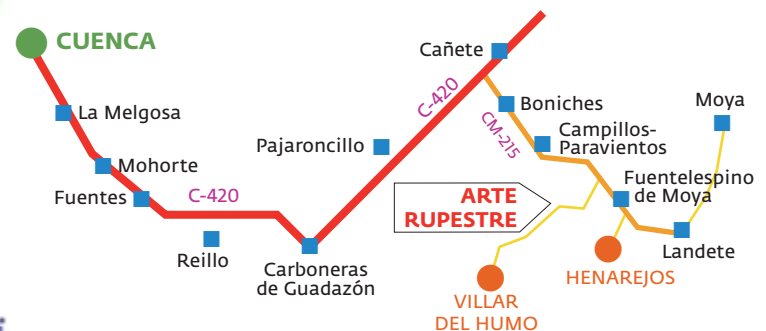 CUENCA
Cañete
La Melgosa
C-420
Boniches
Moya
CM-215
Campillos-
Paravientos
Pajaroncillo
Mohorte
Fuentes
C-420
Fuentelespino
de Moya
ARTE
RUPESTRE
Reillo
Carboneras
de Guadazón
Landete
HENAREJOS
VILLAR
DEL HUMO